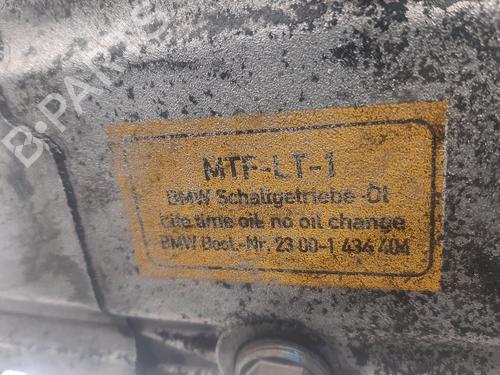 B-PARTS
MTF-LT-1
BMW Schaltgetriebe-Öl
Life time oil: no oil change
BMW Best.-Nr. 23 00-1 434 404